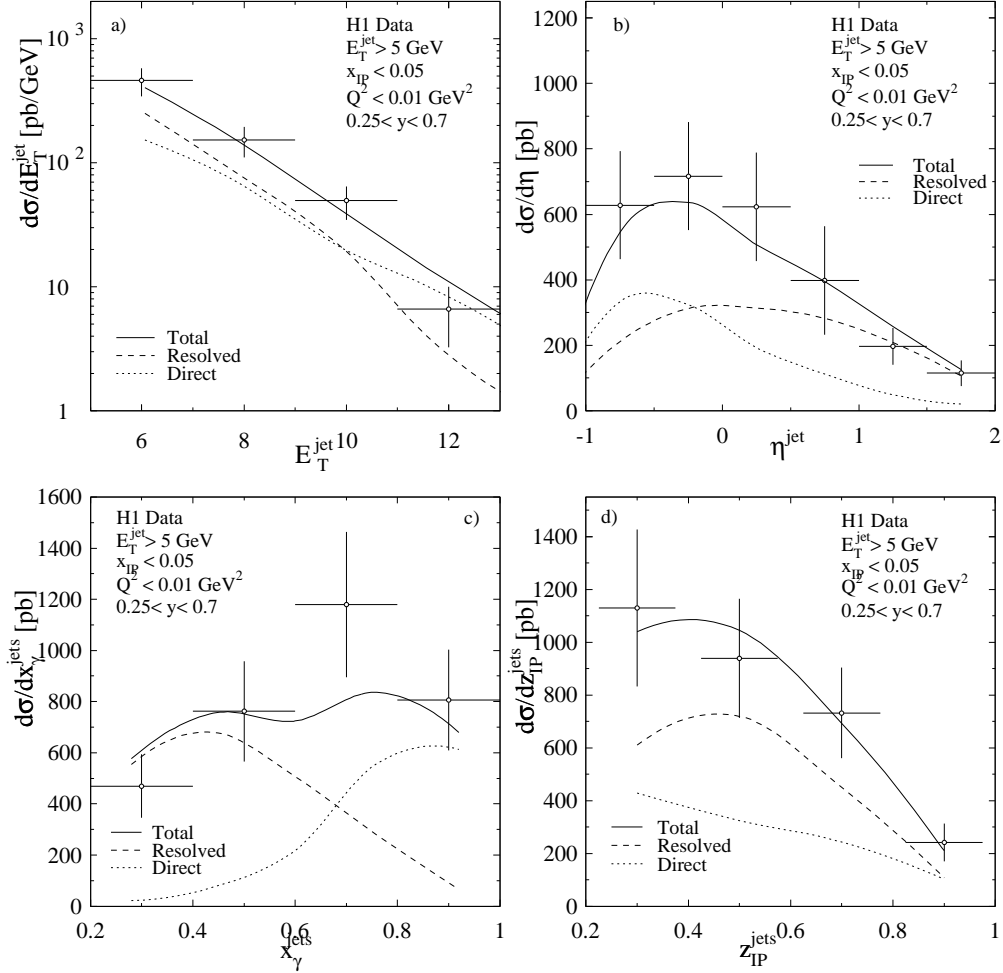 a)
H1 Data
E_T^jet > 5 GeV
x_IP < 0.05
Q^2 < 0.01 GeV^2
0.25< y< 0.7
dσ/dE_T^jet [pb/GeV]
10^3
10^2
10
1
Total
Resolved
Direct
6 8 10 12
E_T^jet
b)
H1 Data
E_T^jet > 5 GeV
x_IP < 0.05
Q^2 < 0.01 GeV^2
0.25< y< 0.7
dσ/dη [pb]
1200
1000
800
600
400
200
0
Total
Resolved
Direct
-1 0 1 2
η^jet
c)
H1 Data
E_T^jet > 5 GeV
x_IP < 0.05
Q^2 < 0.01 GeV^2
0.25< y< 0.7
dσ/dx_γ^jets [pb]
1600
1400
1200
1000
800
600
400
200
0
Total
Resolved
Direct
0.2 0.4 0.6 0.8 1
x_γ^jets
d)
H1 Data
E_T^jet > 5 GeV
x_IP < 0.05
Q^2 < 0.01 GeV^2
0.25< y< 0.7
dσ/dz_IP^jets [pb]
1400
1200
1000
800
600
400
200
0
Total
Resolved
Direct
0.2 0.4 0.6 0.8 1
z_IP^jets